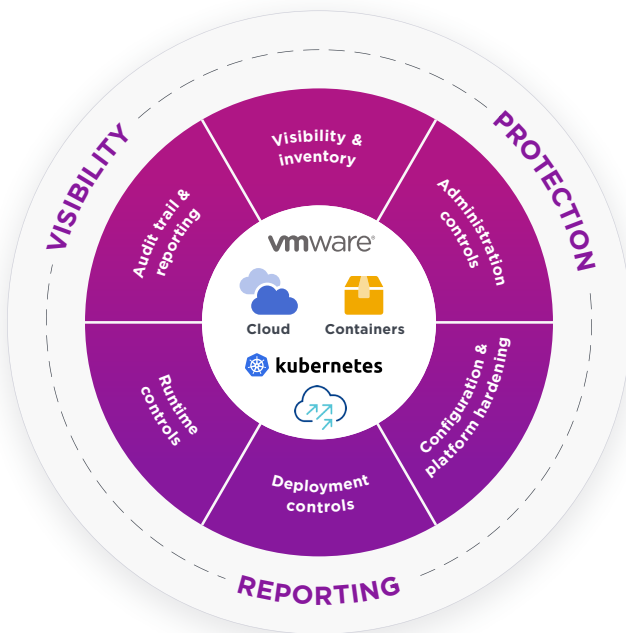 VISIBILITY
PROTECTION
REPORTING
Visibility &
inventory
Administration
controls
Configuration &
platform hardening
Deployment
controls
Runtime
controls
Audit trail &
reporting
vmware®
Cloud
Containers
kubernetes